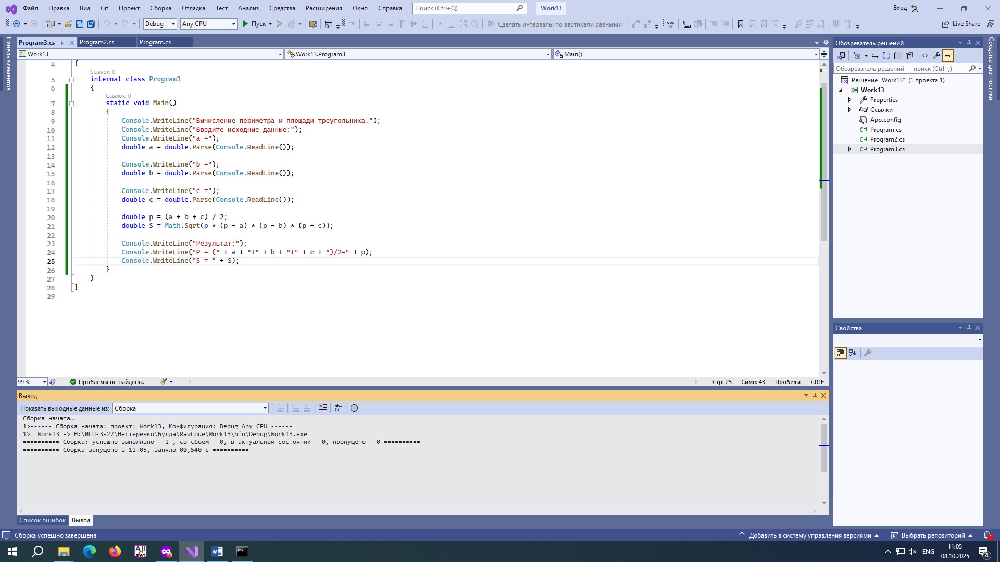 Файл Правка Вид Git Проект Сборка Отладка Тест Анализ Средства Расширения Окно Справка Поиск (Ctrl+Q) Work13 Вход
Debug Any CPU Пуск Сделать интервалы по вертикали равными Live Share
Панель элементов
Program3.cs Program2.cs Program.cs
Work13 Work13.Program3 Main()
4 {
Ссылок: 0
5 internal class Program3
6 {
Ссылок: 0
7 static void Main()
8 {
9 Console.WriteLine("Вычисление периметра и площади треугольника.");
10 Console.WriteLine("Введите исходные данные:");
11 Console.WriteLine("a =");
12 double a = double.Parse(Console.ReadLine());
13
14 Console.WriteLine("b =");
15 double b = double.Parse(Console.ReadLine());
16
17 Console.WriteLine("c =");
18 double c = double.Parse(Console.ReadLine());
19
20 double p = (a + b + c) / 2;
21 double S = Math.Sqrt(p * (p - a) * (p - b) * (p - c));
22
23 Console.WriteLine("Результат:");
24 Console.WriteLine("P = (" + a + "+" + b + "+" + c + ")/2=" + p);
25 Console.WriteLine("S = " + S);
26 }
27 }
28 }
29
99 % Проблемы не найдены. Стр: 25 Симв: 43 Пробелы CRLF
Вывод
Показать выходные данные из: Сборка
Сборка начата…
1>------ Сборка начата: проект: Work13, Конфигурация: Debug Any CPU ------
1>  Work13 -> H:\ИСП-3-27\Нестеренко\Булда\RawCode\Work13\bin\Debug\Work13.exe
========== Сборка: успешно выполнено — 1 , со сбоем — 0, в актуальном состоянии — 0, пропущено — 0 ==========
========== Сборка запущено в 11:05, заняло 00,540 с ==========
Список ошибок Вывод
Обозреватель решений
Обозреватель решений — поиск (Ctrl+;)
Решение "Work13" (1 проекта 1)
Work13
Properties
Ссылки
App.config
Program.cs
Program2.cs
Program3.cs
Свойства
Средства диагностики
Сборка успешно завершена Добавить в систему управления версиями Выбрать репозиторий 1
ENG 11:05
08.10.2025 4